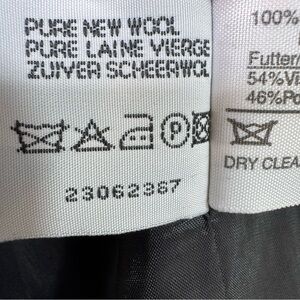 PURE NEW WOOL
PURE LAINE VIERGE
ZUIVER SCHEERWOL
P
23062367
100%
Futter
54%Vi
46%Po
DRY CLEA